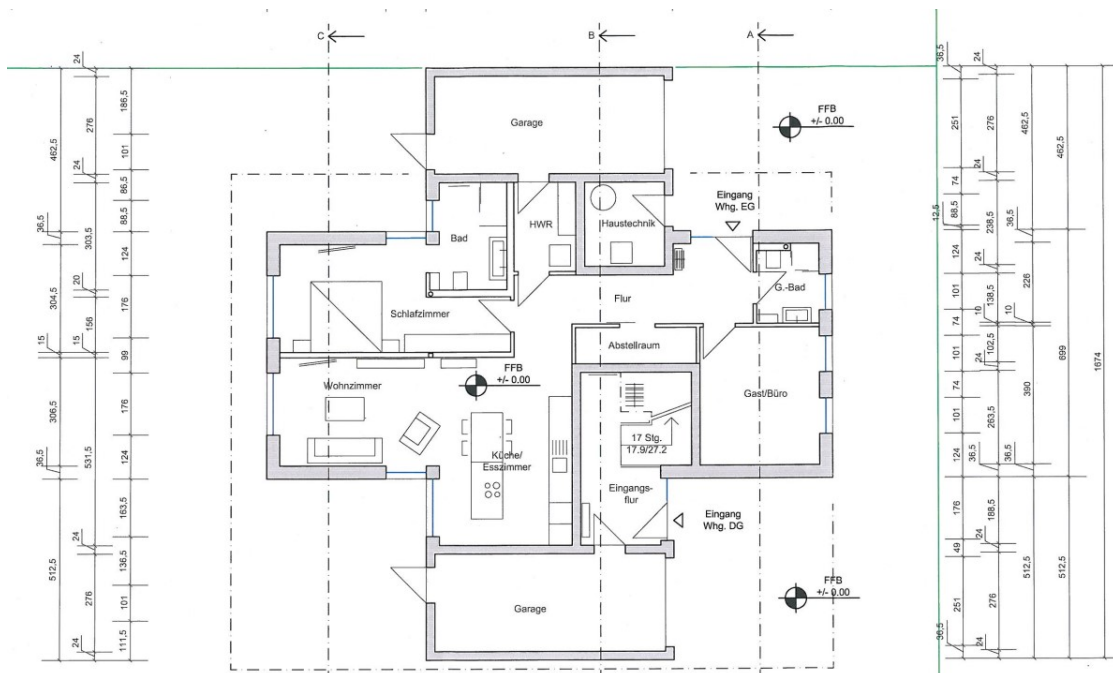 C
B
A
Garage
FFB
+/- 0.00
Eingang
Whg. EG
HWR
Haustechnik
Bad
G.-Bad
Flur
Schlafzimmer
Abstellraum
FFB
+/- 0.00
Wohnzimmer
Gast/Büro
17 Stg.
17.9/27.2
Küche/
Esszimmer
Eingangs-
flur
Eingang
Whg. DG
FFB
+/- 0.00
Garage
462,5
36,5
304,5
15
306,5
36,5
512,5
24
276
24
303,5
20
156
15
531,5
24
276
24
186,5
101
86,5
88,5
124
176
99
176
124
163,5
136,5
101
111,5
36,5
251
74
88,5
12,5
124
101
74
101
74
101
124
176
49
251
36,5
24
276
24
238,5
24
138,5
10
102,5
24
263,5
36,5
188,5
24
276
24
462,5
36,5
226
10
390
36,5
512,5
462,5
699
512,5
1674